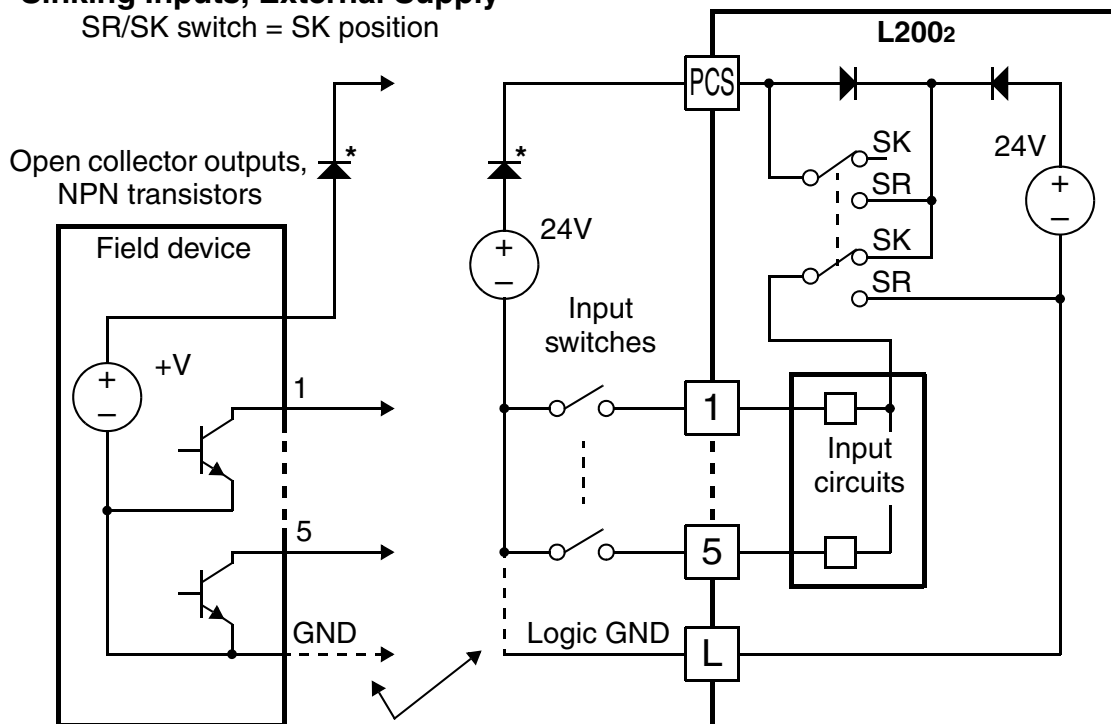 Sinking Inputs, External Supply
SR/SK switch = SK position
L2002
PCS
*
*
SK
24V
+
–
Open collector outputs,
NPN transistors
SR
Field device
24V
+
–
SK
SR
Input
switches
+V
+
–
1
1
Input
circuits
5
5
GND
Logic GND
L